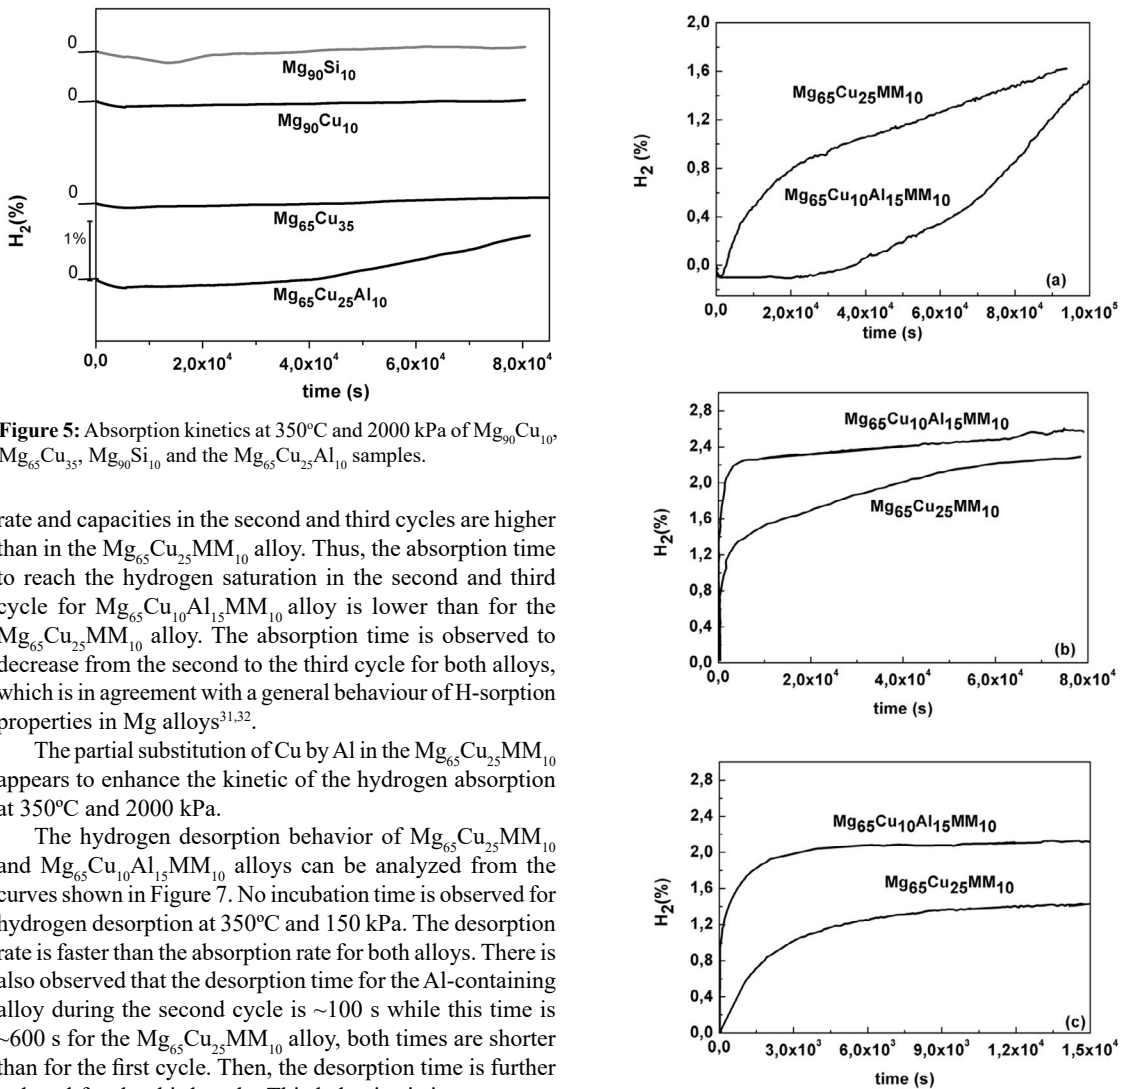 0
Mg90Si10
0
Mg90Cu10
0
Mg65Cu35
1%
0
Mg65Cu25Al10
H2(%)
0,0 2,0x10^4 4,0x10^4 6,0x10^4 8,0x10^4
time (s)
Figure 5: Absorption kinetics at 350ºC and 2000 kPa of Mg90Cu10,
Mg65Cu35, Mg90Si10 and the Mg65Cu25Al10 samples.
rate and capacities in the second and third cycles are higher
than in the Mg65Cu25MM10 alloy. Thus, the absorption time
to reach the hydrogen saturation in the second and third
cycle for Mg65Cu10Al15MM10 alloy is lower than for the
Mg65Cu25MM10 alloy. The absorption time is observed to
decrease from the second to the third cycle for both alloys,
which is in agreement with a general behaviour of H-sorption
properties in Mg alloys31,32.
The partial substitution of Cu by Al in the Mg65Cu25MM10
appears to enhance the kinetic of the hydrogen absorption
at 350ºC and 2000 kPa.
The hydrogen desorption behavior of Mg65Cu25MM10
and Mg65Cu10Al15MM10 alloys can be analyzed from the
curves shown in Figure 7. No incubation time is observed for
hydrogen desorption at 350ºC and 150 kPa. The desorption
rate is faster than the absorption rate for both alloys. There is
also observed that the desorption time for the Al-containing
alloy during the second cycle is ~100 s while this time is
~600 s for the Mg65Cu25MM10 alloy, both times are shorter
than for the first cycle. Then, the desorption time is further
2,0
1,6
1,2
0,8
0,4
0,0
H2 (%)
Mg65Cu25MM10
Mg65Cu10Al15MM10
(a)
0,0 2,0x10^4 4,0x10^4 6,0x10^4 8,0x10^4 1,0x10^5
time (s)
2,8
2,4
2,0
1,6
1,2
0,8
0,4
0,0
H2(%)
Mg65Cu10Al15MM10
Mg65Cu25MM10
(b)
0,0 2,0x10^4 4,0x10^4 6,0x10^4 8,0x10^4
time (s)
2,8
2,4
2,0
1,6
1,2
0,8
0,4
0,0
H2(%)
Mg65Cu10Al15MM10
Mg65Cu25MM10
(c)
0,0 3,0x10^3 6,0x10^3 9,0x10^3 1,2x10^4 1,5x10^4
time (s)